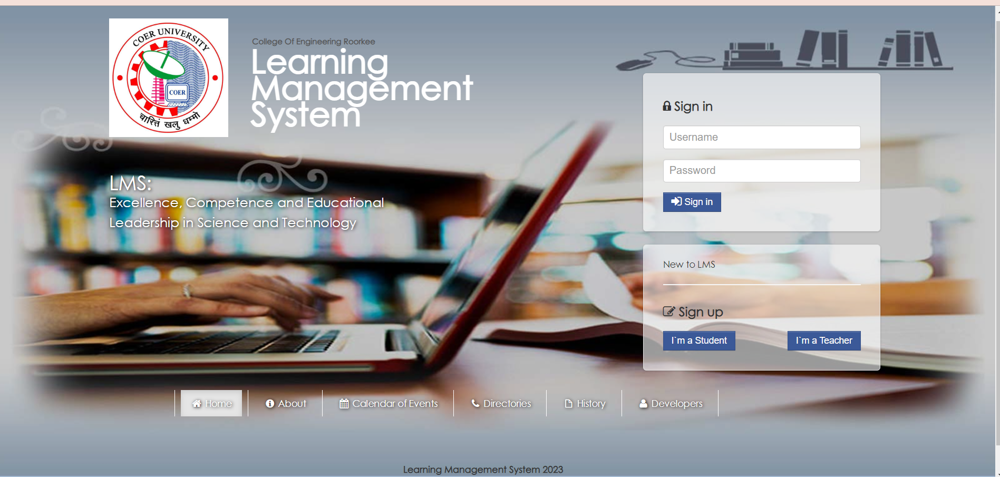 COER UNIVERSITY
COER
चारित्तं खलु धम्मो
College Of Engineering Roorkee
Learning
Management
System
LMS:
Excellence, Competence and Educational
Leadership in Science and Technology
Sign in
Username
Password
Sign in
New to LMS
Sign up
I`m a Student
I`m a Teacher
Home
About
Calendar of Events
Directories
History
Developers
Learning Management System 2023